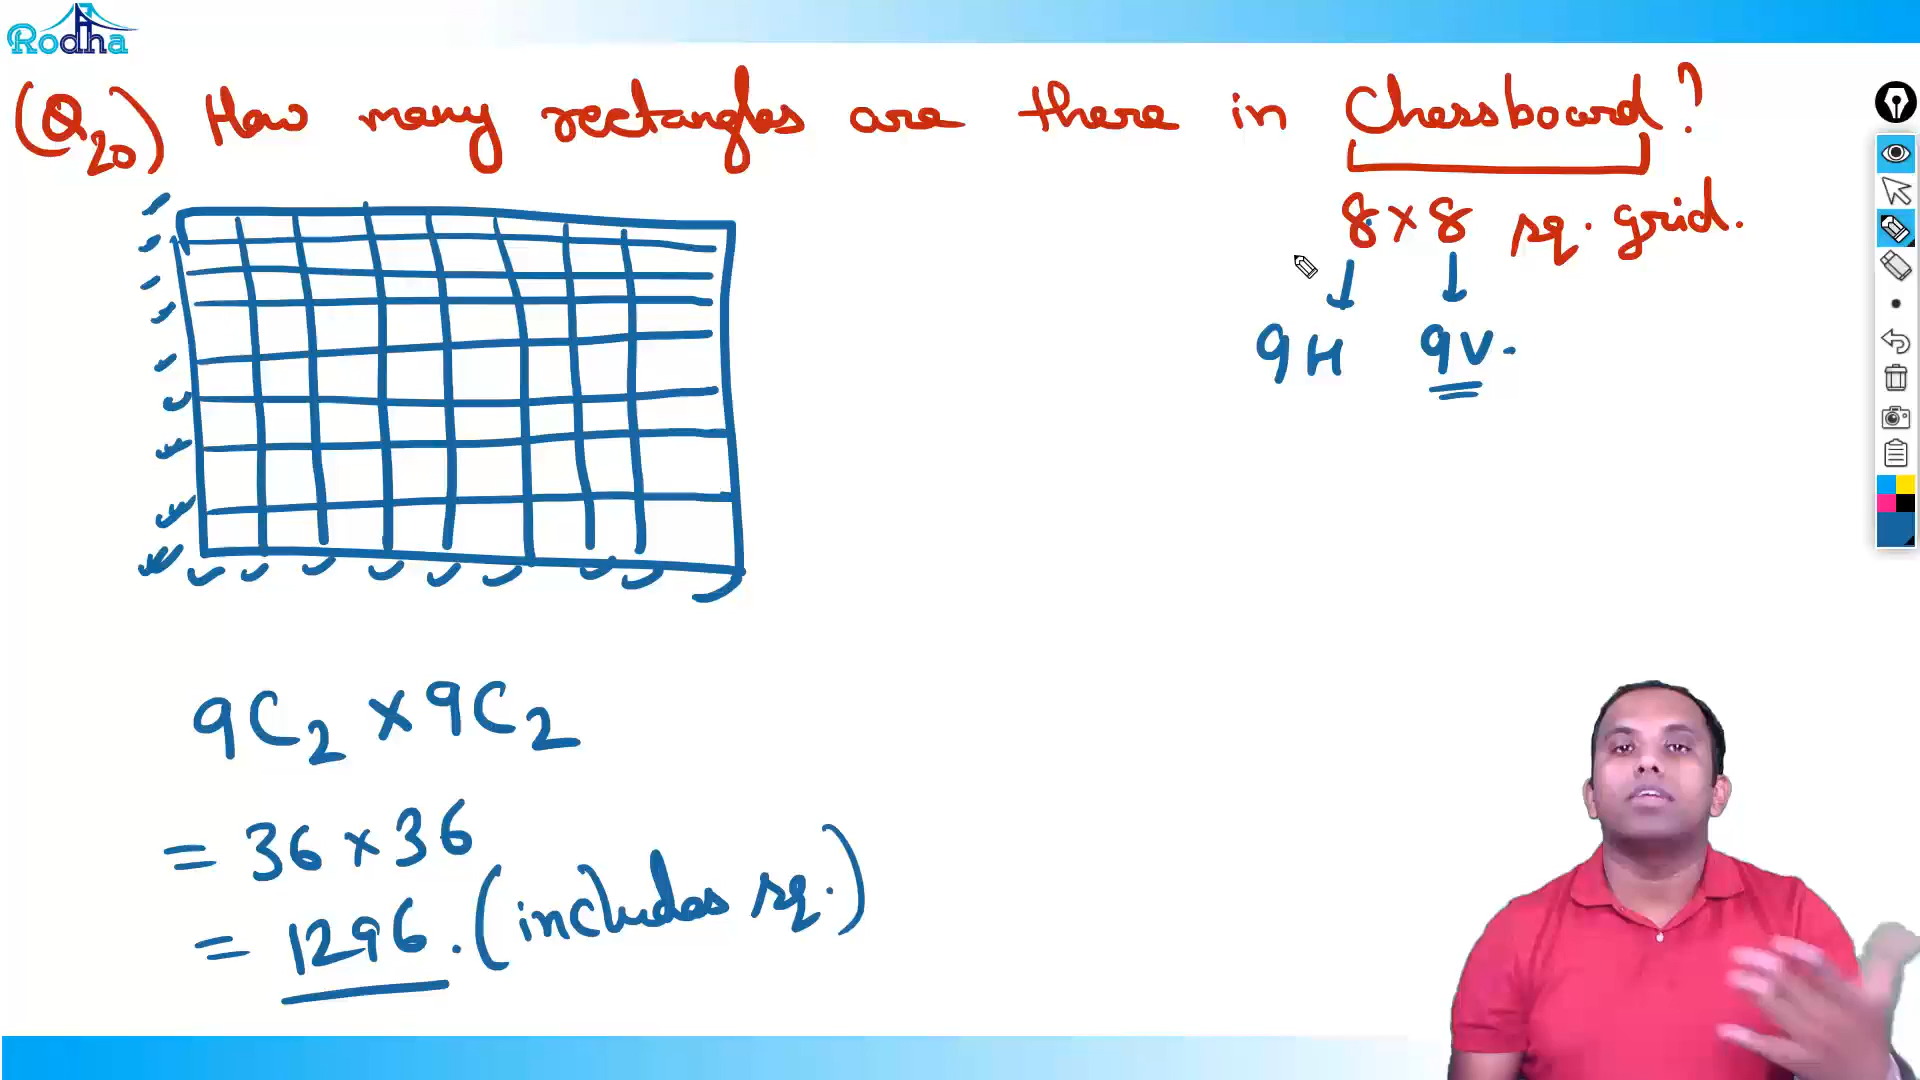 Rodha
(Q20) How many rectangles are there in Chessboard?
8 × 8 sq. grid.
9H 9V.
9C2 × 9C2
= 36 × 36
= 1296. (includes sq.)